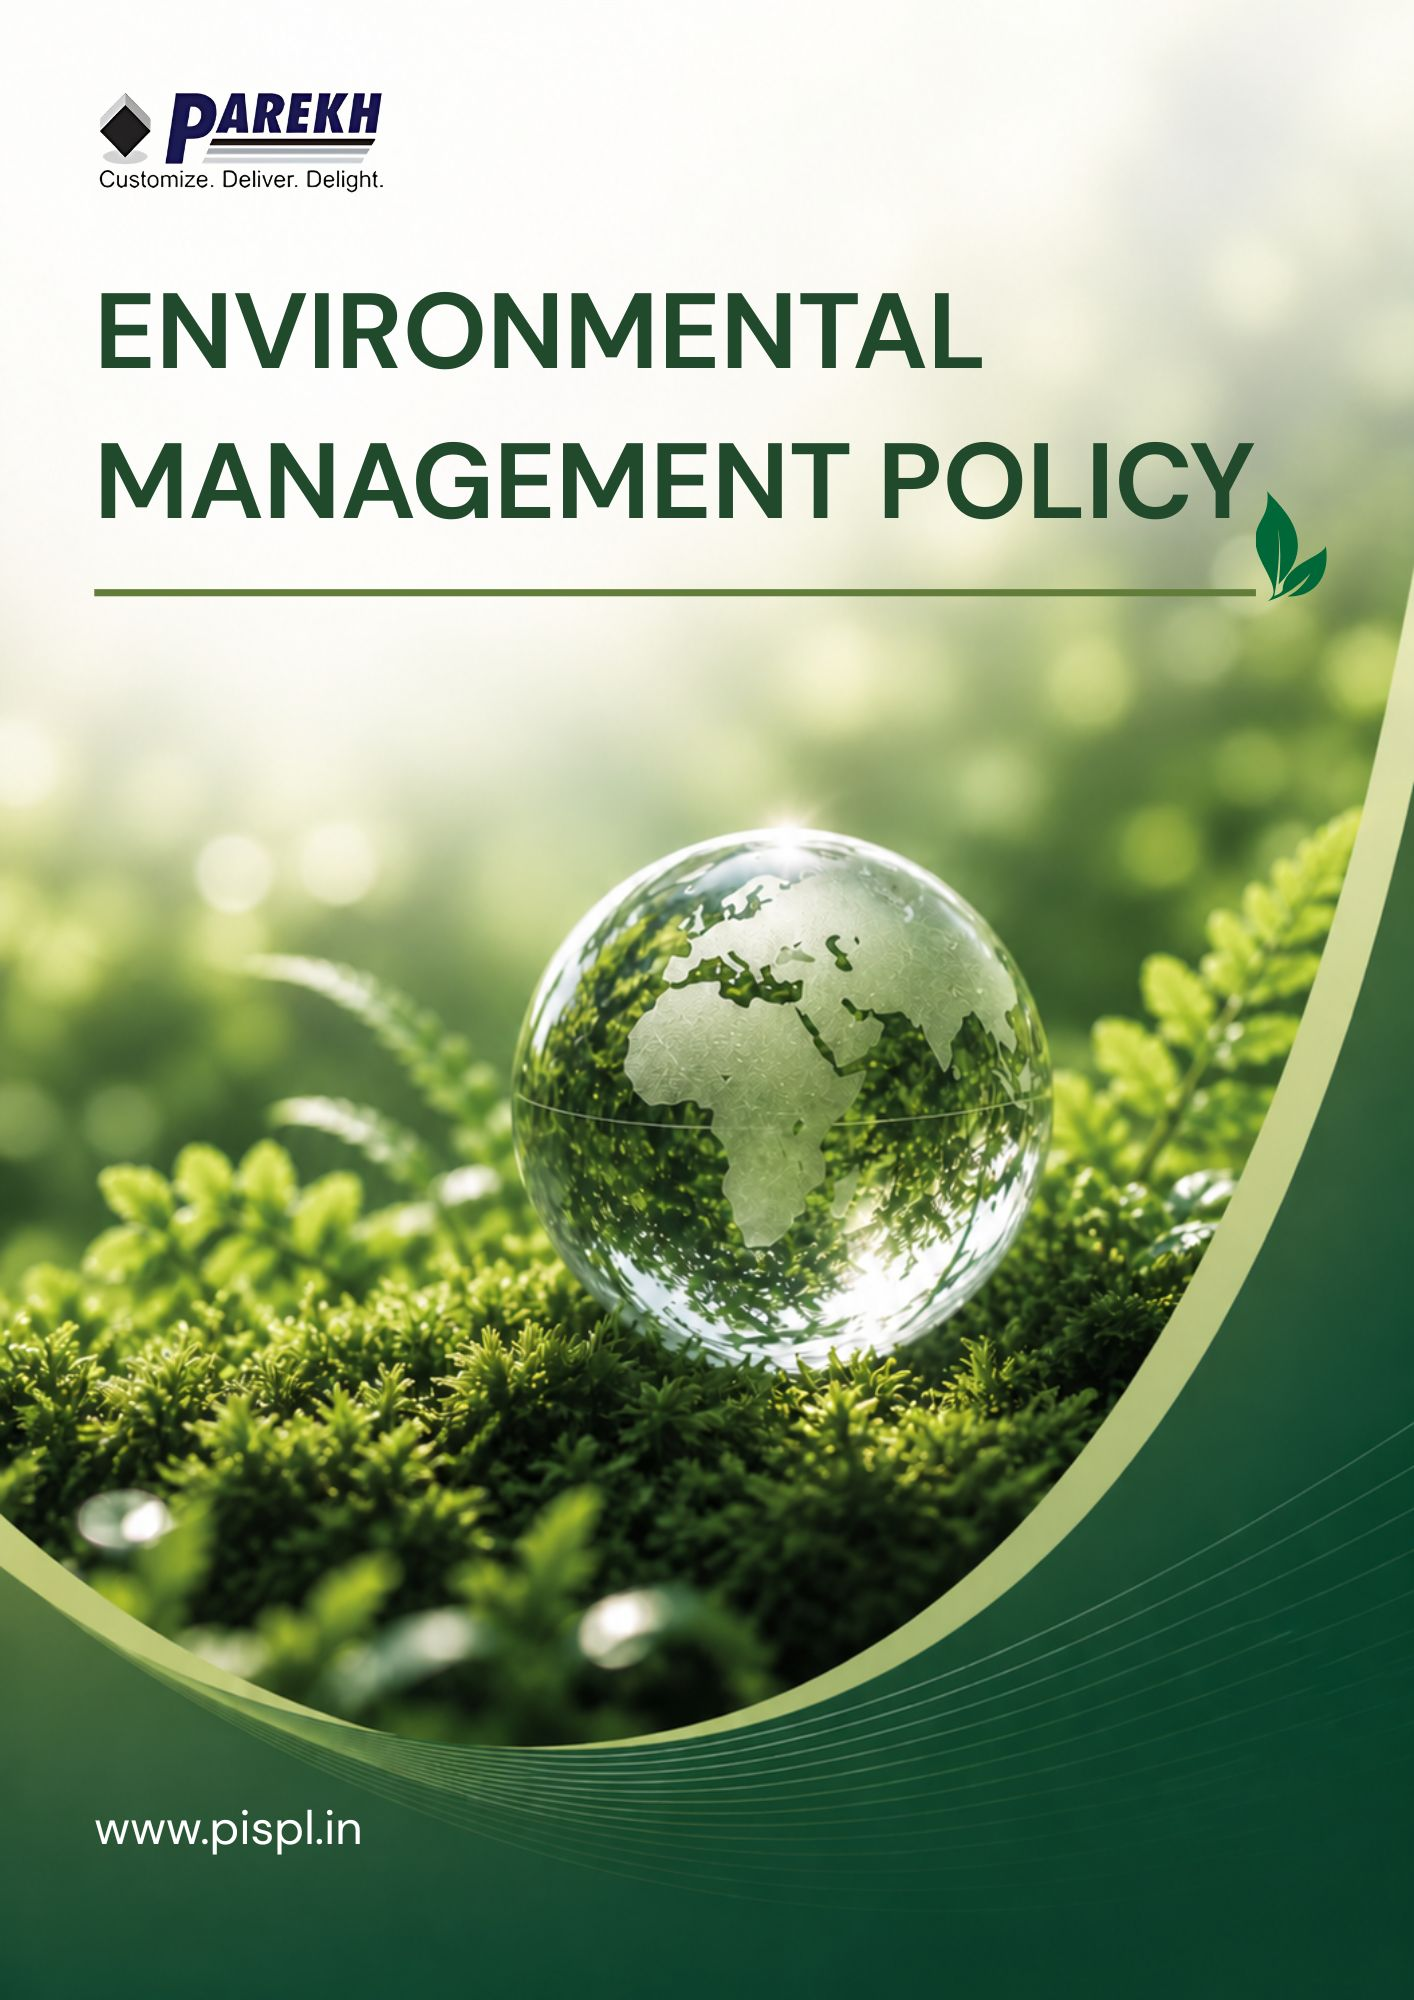 PAREKH
Customize. Deliver. Delight.
ENVIRONMENTAL
MANAGEMENT POLICY
www.pispl.in